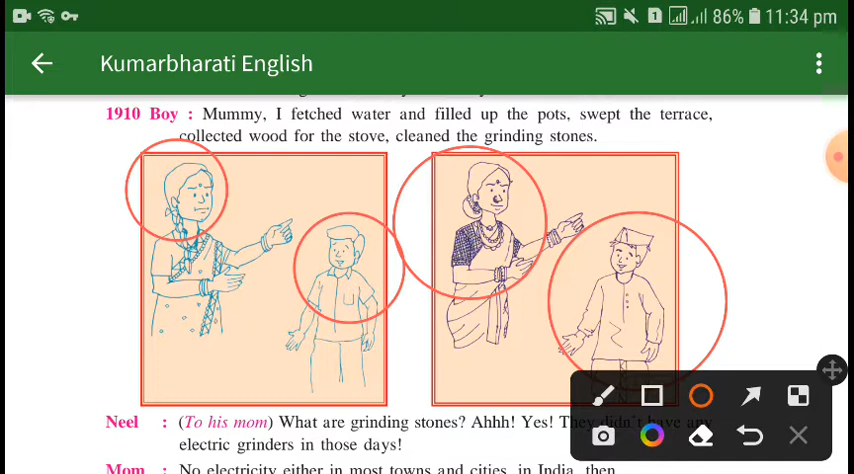 86% 11:34 pm
Kumarbharati English
1910 Boy : Mummy, I fetched water and filled up the pots, swept the terrace,
collected wood for the stove, cleaned the grinding stones.
Neel : (To his mom) What are grinding stones? Ahhh! Yes! They didn't have any
electric grinders in those days!
Mom : No electricity either in most towns and cities, in India, then